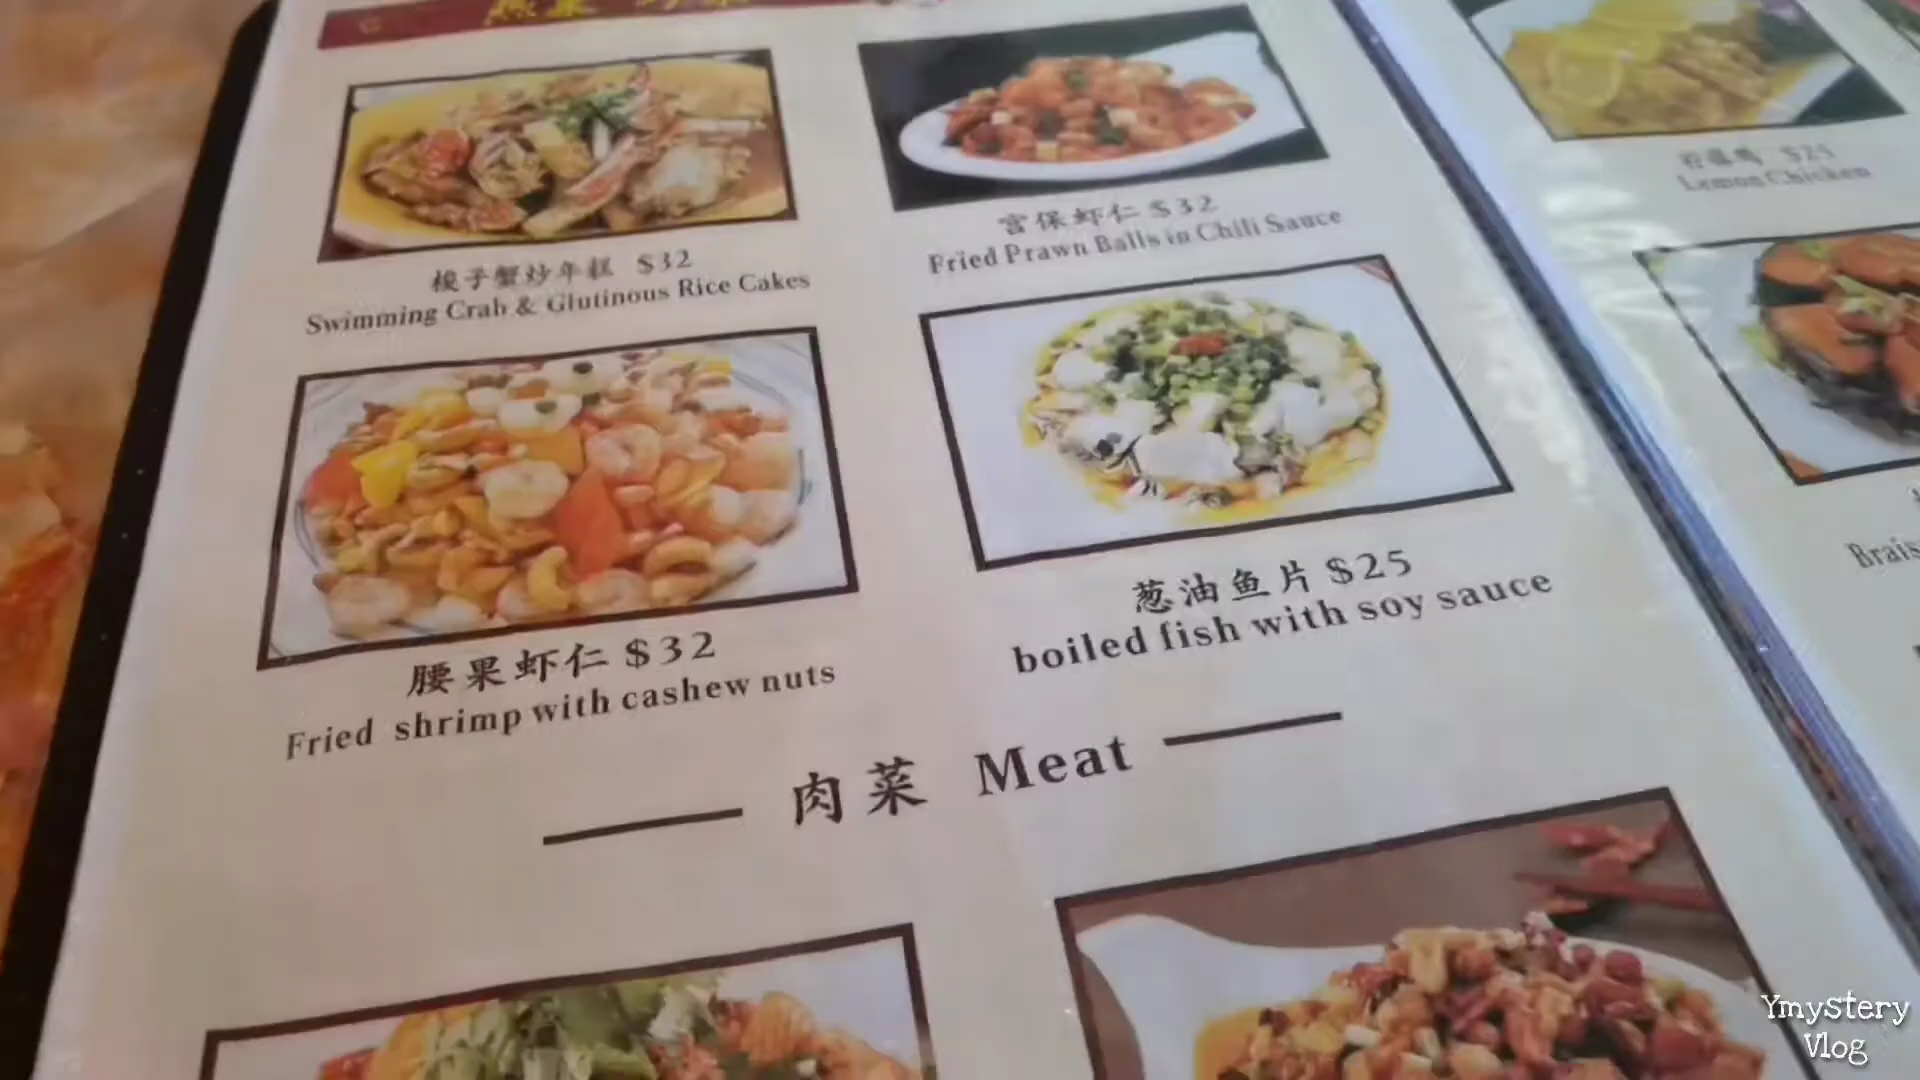 梭子蟹炒年糕 $32
Swimming Crab & Glutinous Rice Cakes
宫保虾仁 $32
Fried Prawn Balls in Chili Sauce
腰果虾仁 $32
Fried shrimp with cashew nuts
葱油鱼片 $25
boiled fish with soy sauce
肉菜 Meat
$25
Lemon Chicken
Ymystery
Vlog